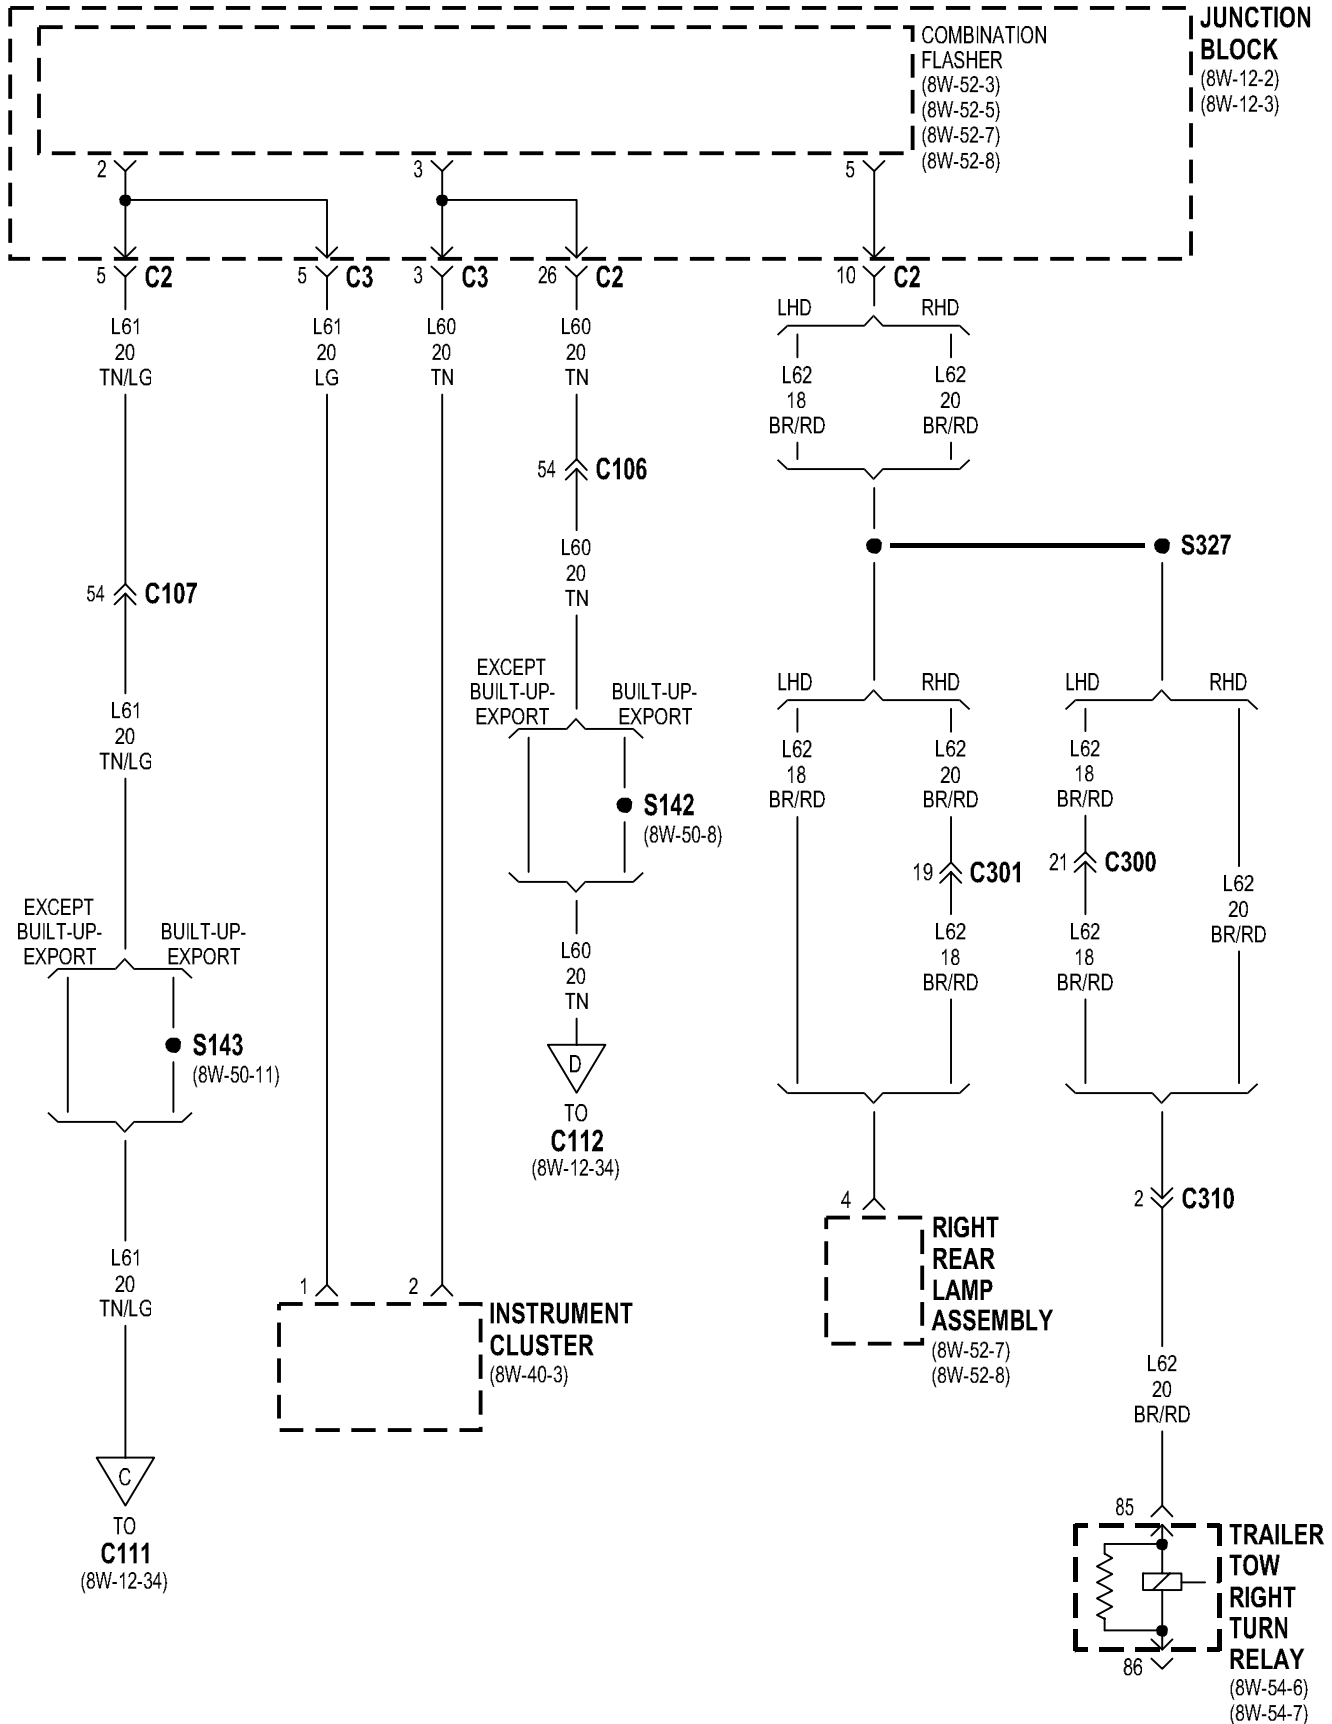 JUNCTION
BLOCK
(8W-12-2)
(8W-12-3)
COMBINATION
FLASHER
(8W-52-3)
(8W-52-5)
(8W-52-7)
(8W-52-8)
2
3
5
5 C2
5 C3
3 C3
26 C2
10 C2
L61
20
TN/LG
L61
20
LG
L60
20
TN
L60
20
TN
LHD
RHD
L62
18
BR/RD
L62
20
BR/RD
54 C106
S327
L60
20
TN
54 C107
EXCEPT
BUILT-UP-
EXPORT
BUILT-UP-
EXPORT
LHD
RHD
LHD
RHD
L61
20
TN/LG
L62
18
BR/RD
L62
20
BR/RD
L62
18
BR/RD
S142
(8W-50-8)
19 C301
21 C300
L62
20
BR/RD
EXCEPT
BUILT-UP-
EXPORT
BUILT-UP-
EXPORT
L60
20
TN
L62
18
BR/RD
L62
18
BR/RD
S143
(8W-50-11)
D
TO
C112
(8W-12-34)
4
2 C310
L61
20
TN/LG
1
2
INSTRUMENT
CLUSTER
(8W-40-3)
RIGHT
REAR
LAMP
ASSEMBLY
(8W-52-7)
(8W-52-8)
L62
20
BR/RD
C
TO
C111
(8W-12-34)
85
TRAILER
TOW
RIGHT
TURN
RELAY
(8W-54-6)
(8W-54-7)
86